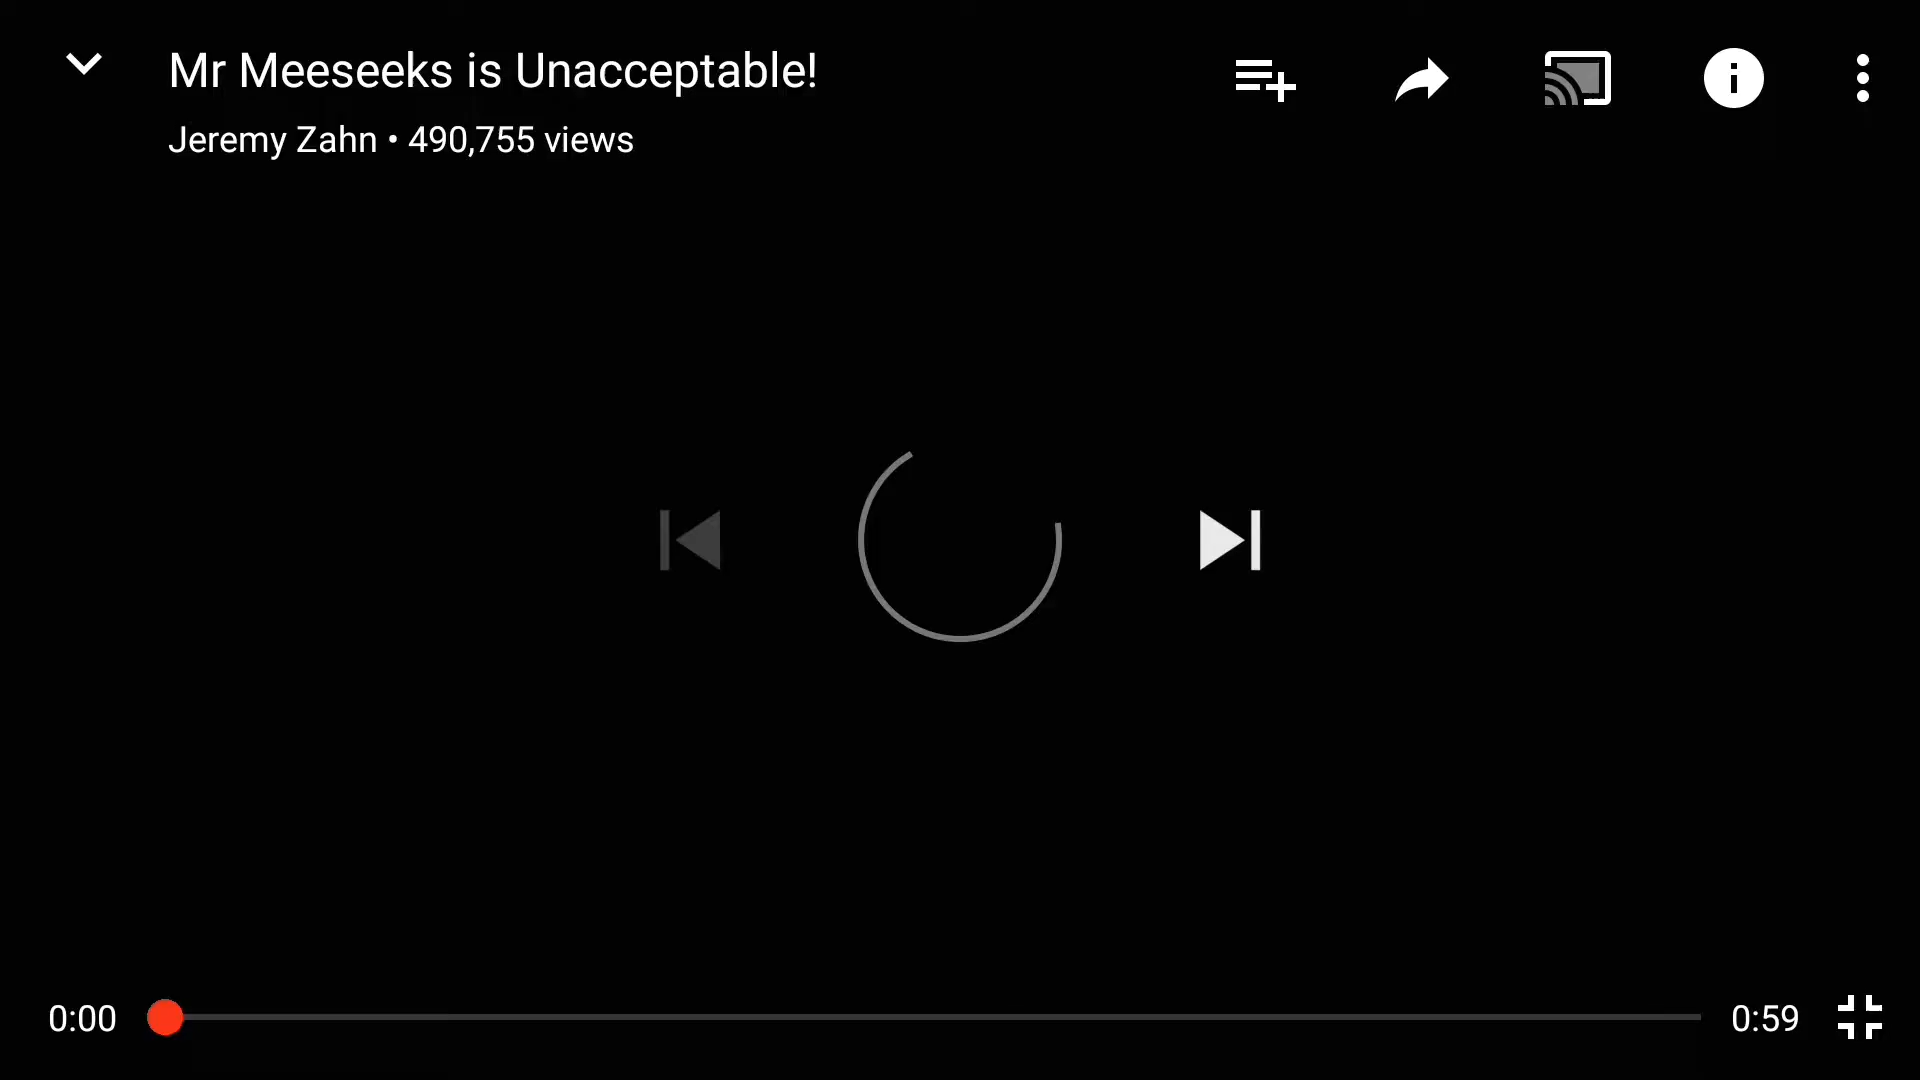 Mr Meeseeks is Unacceptable!
Jeremy Zahn • 490,755 views
0:00
0:59